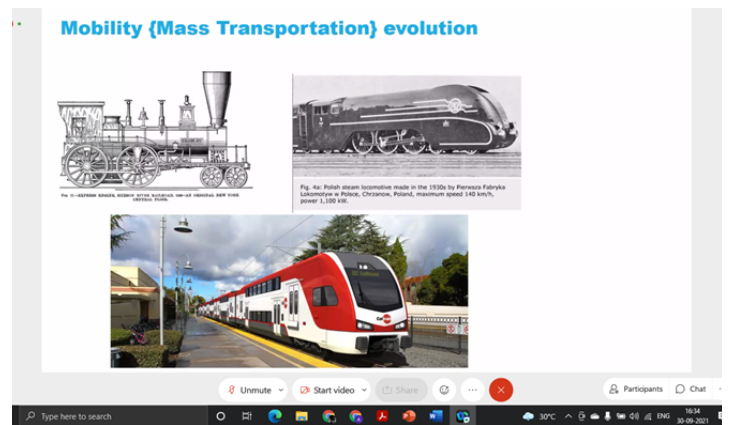 Mobility {Mass Transportation} evolution
Fig. 4a: Polish steam locomotive made in the 1930s by Pierwsza Fabryka
Lokomotyw w Polsce, Chrzanow, Poland, maximum speed 140 km/h,
power 1,100 kW.
Unmute
Start video
Share
Participants
Chat
Type here to search
30°C
ENG
16:34
30-09-2021